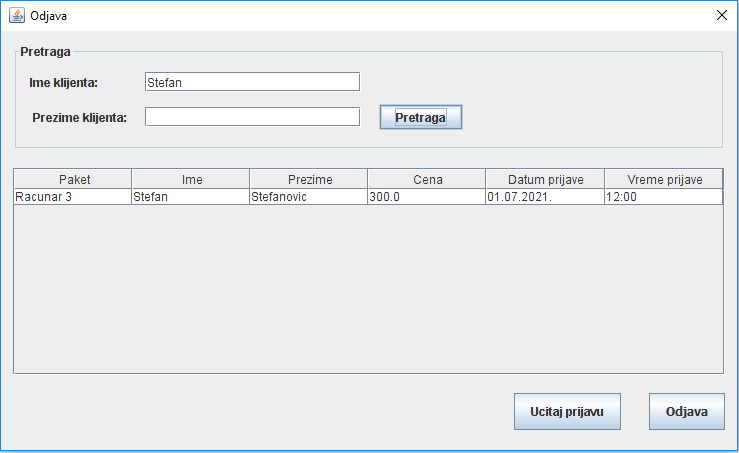 Odjava
Pretraga
Ime klijenta: Stefan
Prezime klijenta: Pretraga
Paket Ime Prezime Cena Datum prijave Vreme prijave
Racunar 3 Stefan Stefanovic 300.0 01.07.2021. 12:00
Ucitaj prijavu Odjava